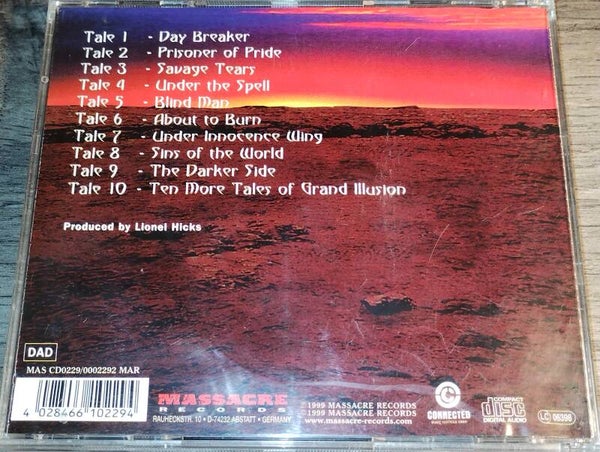 Tale 1 - Day Breaker
Tale 2 - Prisoner of Pride
Tale 3 - Savage Tears
Tale 4 - Under the Spell
Tale 5 - Blind Man
Tale 6 - About to Burn
Tale 7 - Under Innocence Wing
Tale 8 - Sins of the World
Tale 9 - The Darker Side
Tale 10 - Ten More Tales of Grand Illusion
Produced by Lionel Hicks
DAD
MAS CD0229/0002292 MAR
4 028466 102294
MASSACRE
RECORDS
RAUHECKSTR. 10 • D-74232 ABSTATT • GERMANY
©1999 MASSACRE RECORDS
℗1999 MASSACRE RECORDS
www.massacre-records.com
CONNECTED
COMPACT
disc
DIGITAL AUDIO
LC 06398